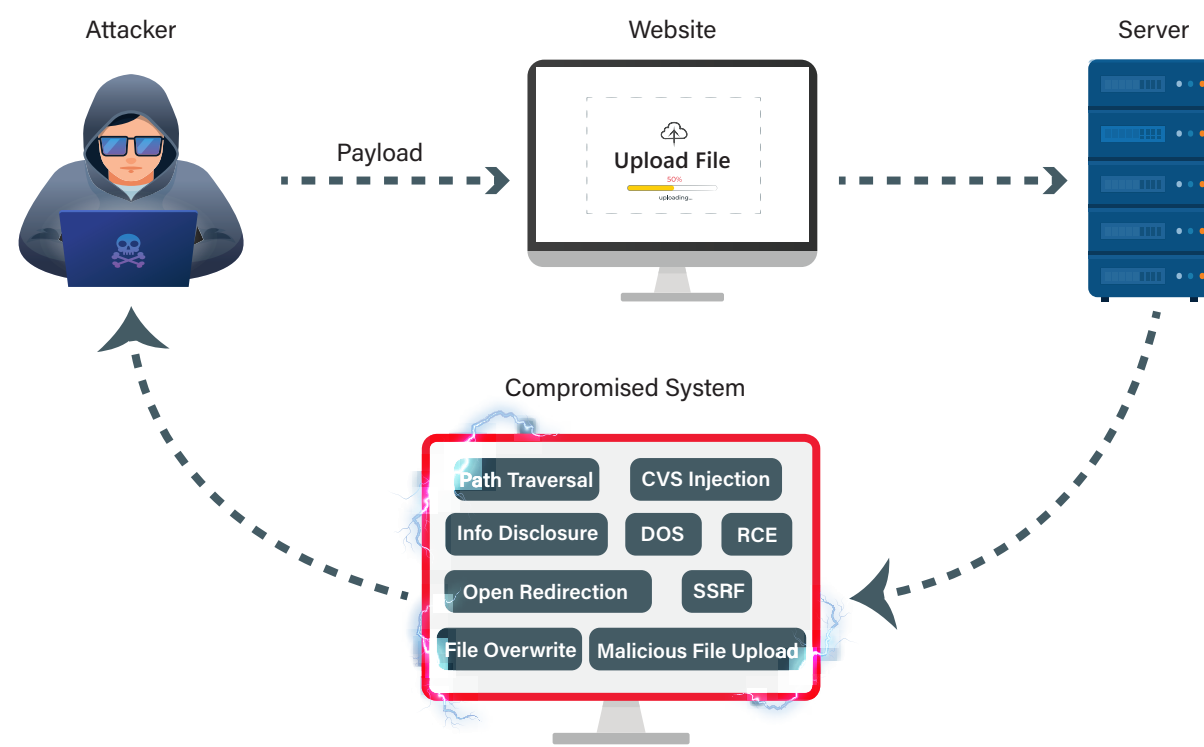 Attacker
Website
Server
Payload
Upload File
50%
uploading...
Compromised System
Path Traversal
CVS Injection
Info Disclosure
DOS
RCE
Open Redirection
SSRF
File Overwrite
Malicious File Upload